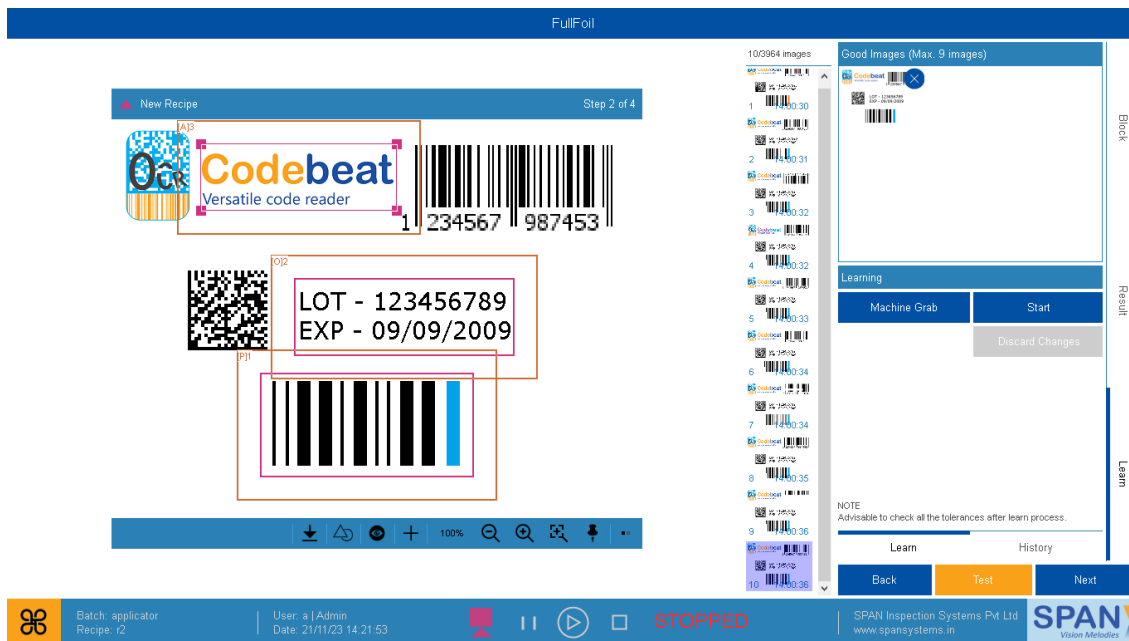 FullFoil
New Recipe
Step 2 of 4
[A]3
OCR
Codebeat
Versatile code reader
1 234567 987453
[O]2
LOT - 123456789
EXP - 09/09/2009
[P]1
100%
10/3964 images
1 14:00:30
2 14:00:31
3 14:00:32
4 14:00:32
5 14:00:33
6 14:00:34
7 14:00:34
8 14:00:35
9 14:00:36
10 14:00:36
Good Images (Max. 9 images)
Codebeat
LOT - 123456789
EXP - 09/09/2009
Learning
Machine Grab
Start
Discard Changes
NOTE
Advisable to check all the tolerances after learn process.
Learn
History
Back
Test
Next
Block
Result
Learn
Batch: applicator
Recipe: r2
User: a | Admin
Date: 21/11/23 14:21:53
STOPPED
SPAN Inspection Systems Pvt Ltd
www.spansystems.in
SPAN
Vision Melodies